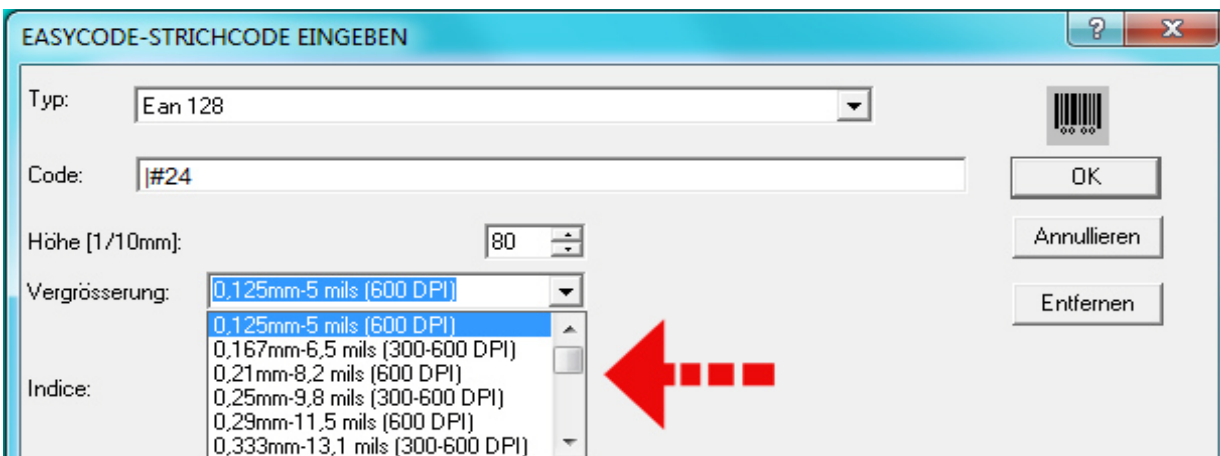 EASYCODE-STRICHCODE EINGEBEN
Typ: Ean 128
Code: |#24
OK
Höhe [1/10mm]: 80
Annullieren
Vergrösserung: 0,125mm-5 mils (600 DPI)
Entfernen
0,125mm-5 mils (600 DPI)
0,167mm-6,5 mils (300-600 DPI)
0,21mm-8,2 mils (600 DPI)
Indice:
0,25mm-9,8 mils (300-600 DPI)
0,29mm-11,5 mils (600 DPI)
0,333mm-13,1 mils (300-600 DPI)